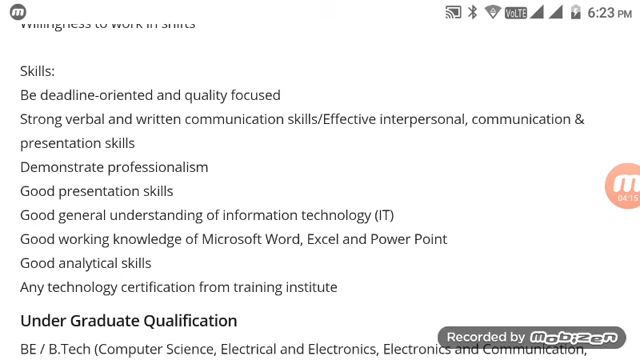 VoLTE 6:23 PM
Willingness to work in shifts
Skills:
Be deadline-oriented and quality focused
Strong verbal and written communication skills/Effective interpersonal, communication &
presentation skills
Demonstrate professionalism
Good presentation skills
04:15
Good general understanding of information technology (IT)
Good working knowledge of Microsoft Word, Excel and Power Point
Good analytical skills
Any technology certification from training institute
Under Graduate Qualification
Recorded by mobizen
BE / B.Tech (Computer Science, Electrical and Electronics, Electronics and Communication,